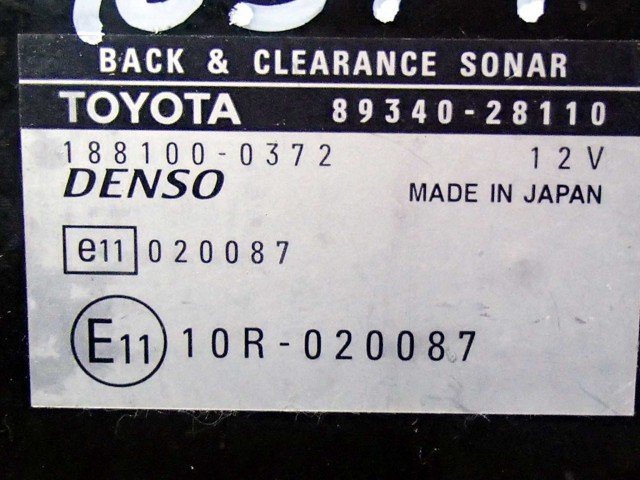 BACK & CLEARANCE SONAR
TOYOTA 89340-28110
188100-0372 12V
DENSO MADE IN JAPAN
e11 020087
E11 10R-020087